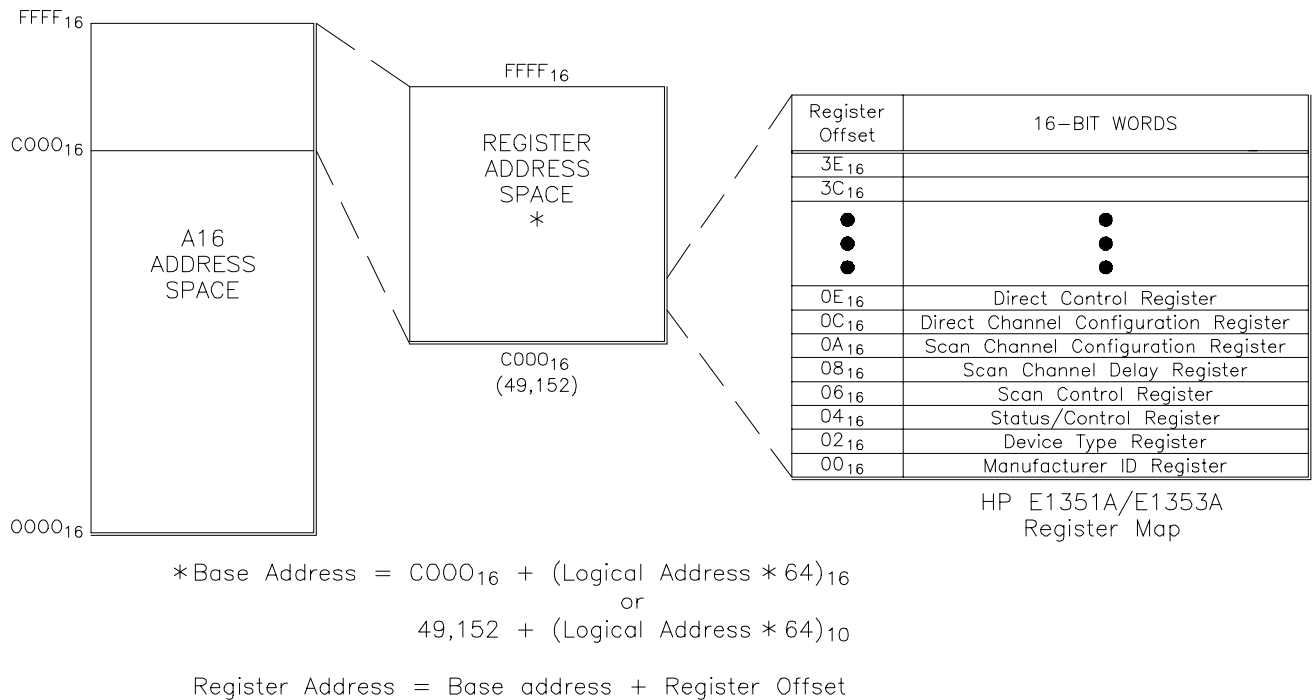 FFFF16
C00016
A16
ADDRESS
SPACE
000016
FFFF16
REGISTER
ADDRESS
SPACE
*
C00016
(49,152)
Register Offset 16-BIT WORDS
3E16
3C16
0E16 Direct Control Register
0C16 Direct Channel Configuration Register
0A16 Scan Channel Configuration Register
0816 Scan Channel Delay Register
0616 Scan Control Register
0416 Status/Control Register
0216 Device Type Register
0016 Manufacturer ID Register
HP E1351A/E1353A
Register Map
*Base Address = C00016 + (Logical Address * 64)16
or
49,152 + (Logical Address * 64)10
Register Address = Base address + Register Offset